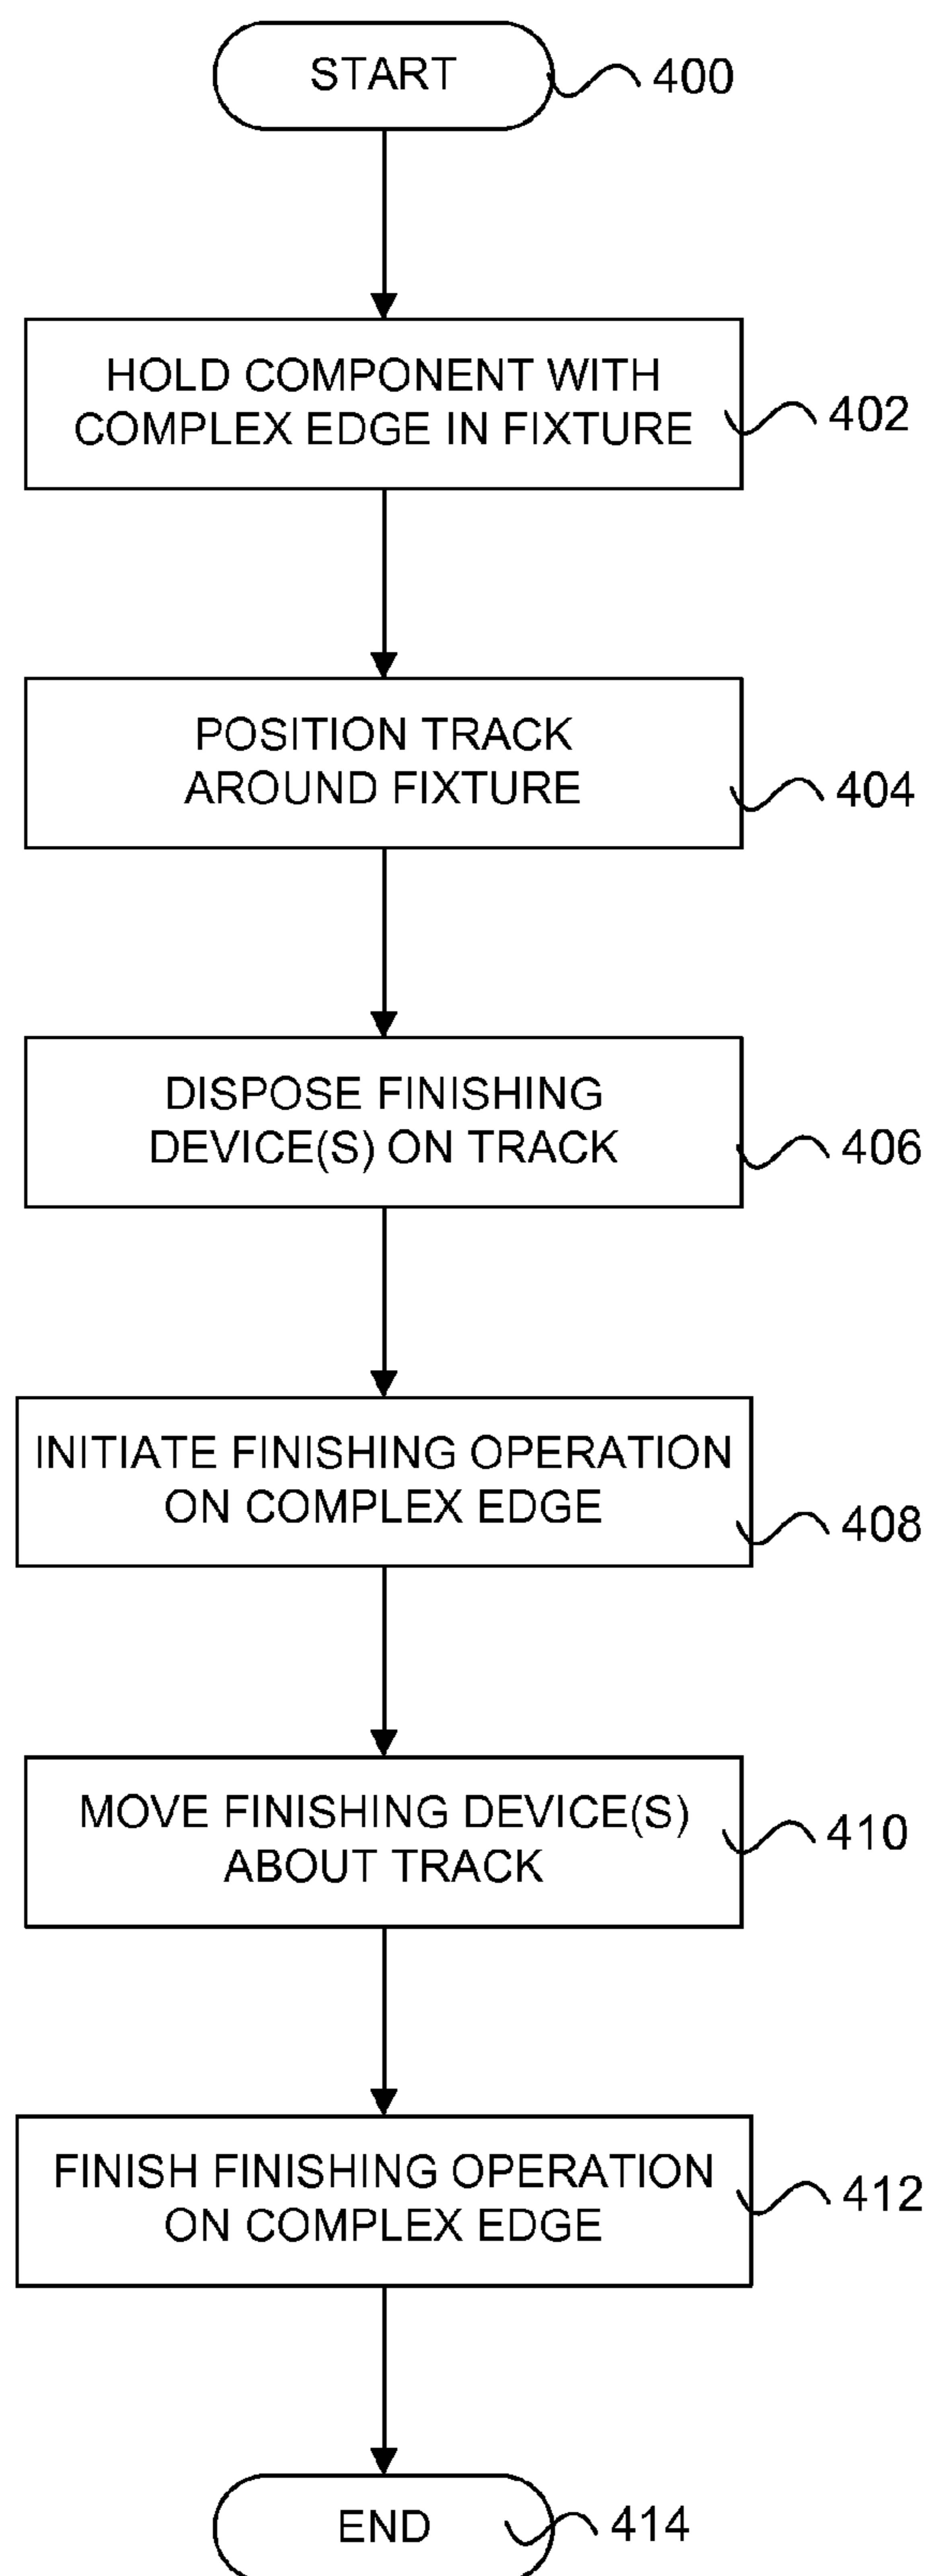 START
400
HOLD COMPONENT WITH
COMPLEX EDGE IN FIXTURE
402
POSITION TRACK
AROUND FIXTURE
404
DISPOSE FINISHING
DEVICE(S) ON TRACK
406
INITIATE FINISHING OPERATION
ON COMPLEX EDGE
408
MOVE FINISHING DEVICE(S)
ABOUT TRACK
410
FINISH FINISHING OPERATION
ON COMPLEX EDGE
412
END
414